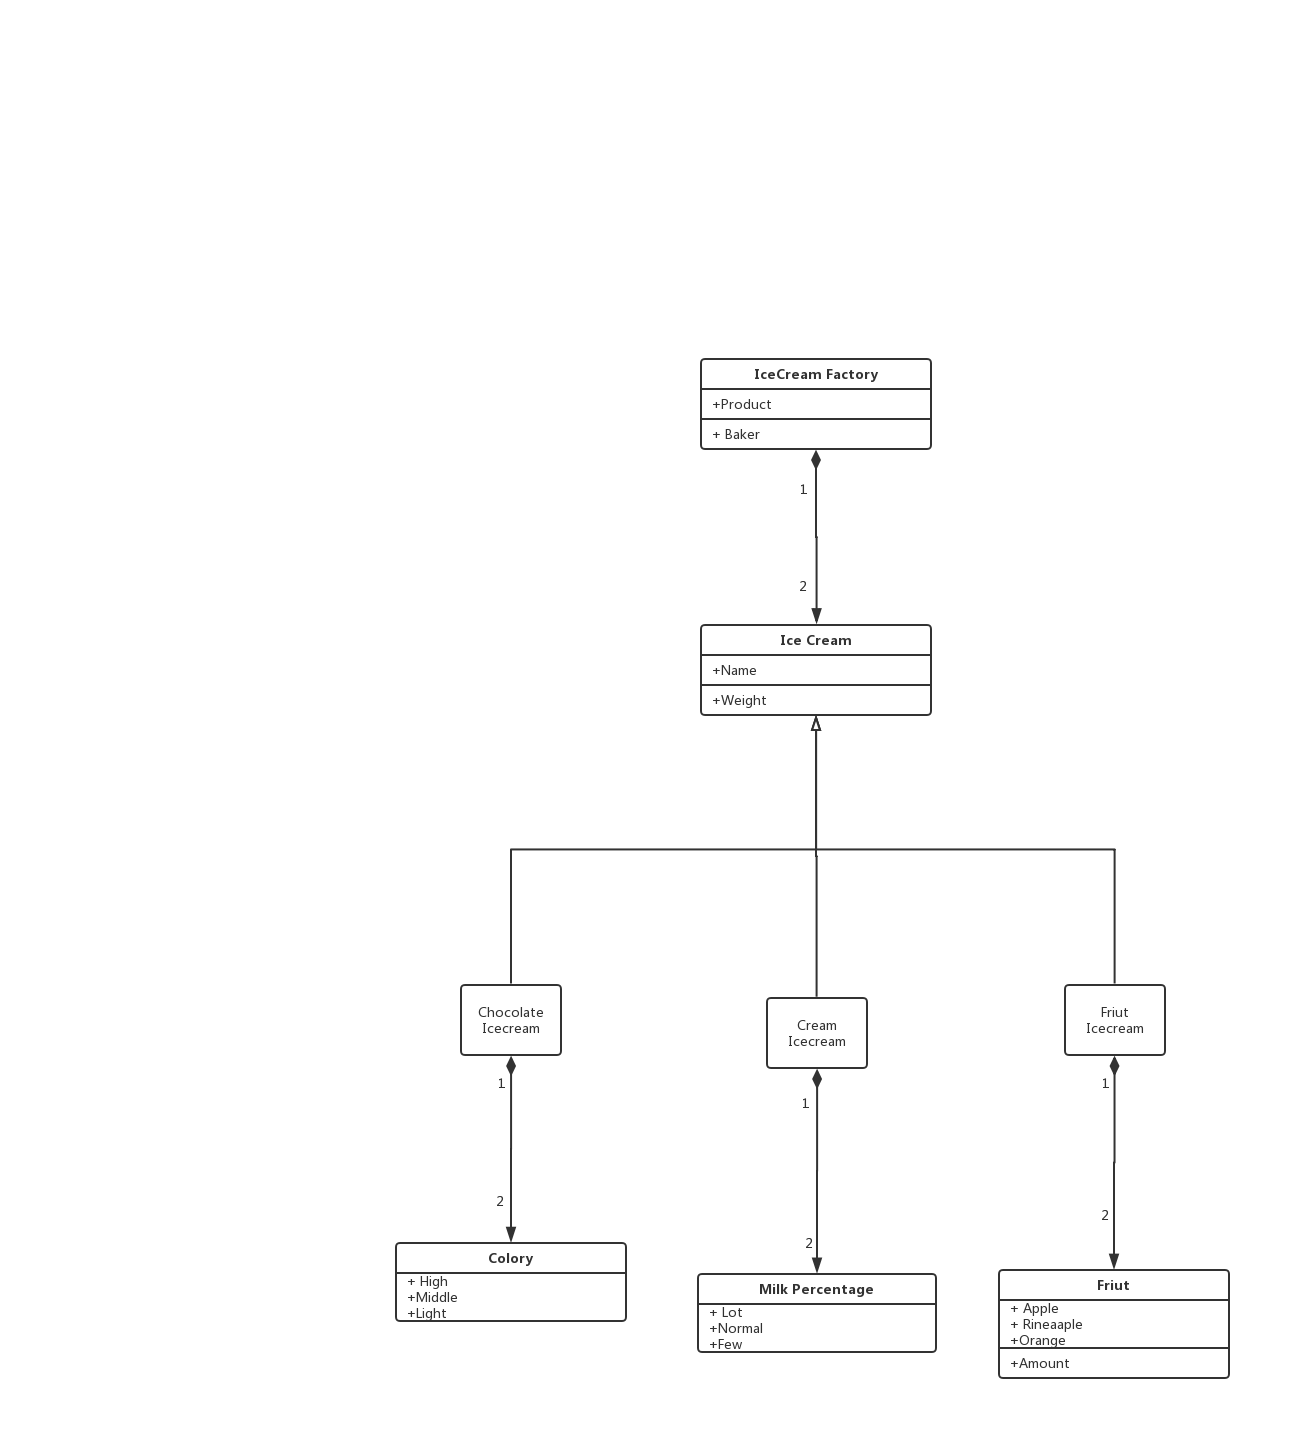 IceCream Factory
+Product
+ Baker
1
2
Ice Cream
+Name
+Weight
Chocolate
Icecream
Cream
Icecream
Friut
Icecream
1
1
1
2
2
2
Colory
+ High
+Middle
+Light
Milk Percentage
+ Lot
+Normal
+Few
Friut
+ Apple
+ Rineaaple
+Orange
+Amount